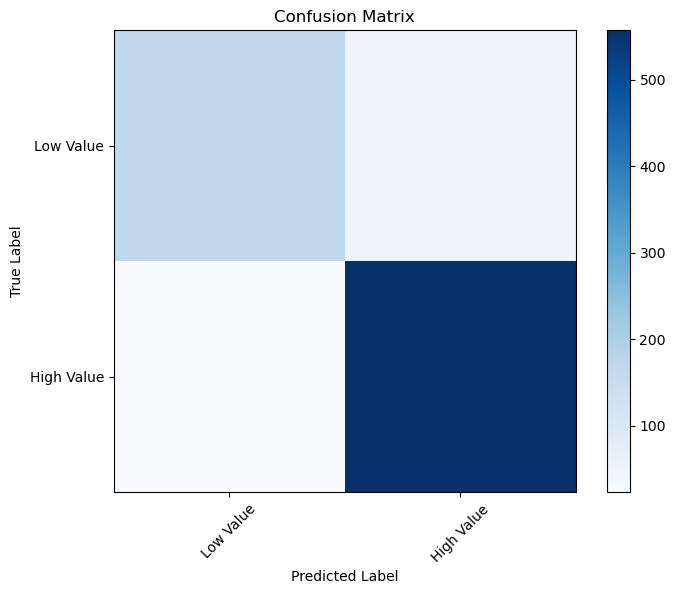 Confusion Matrix
True Label
Low Value
High Value
Low Value
High Value
Predicted Label
500
400
300
200
100